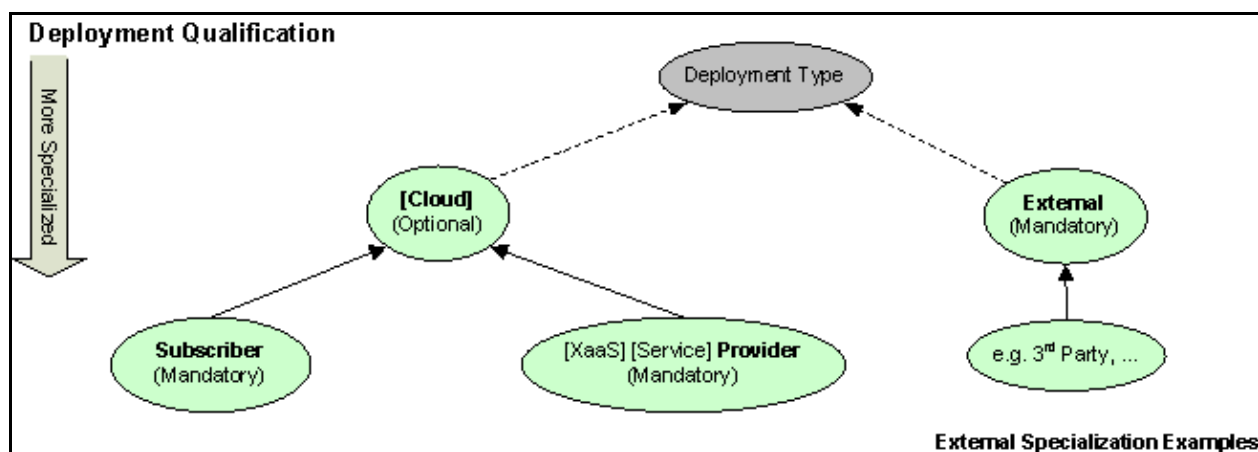 Deployment Qualification
More Specialized
Deployment Type
[Cloud]
(Optional)
External
(Mandatory)
Subscriber
(Mandatory)
[XaaS] [Service] Provider
(Mandatory)
e.g. 3rd Party, ...
External Specialization Examples